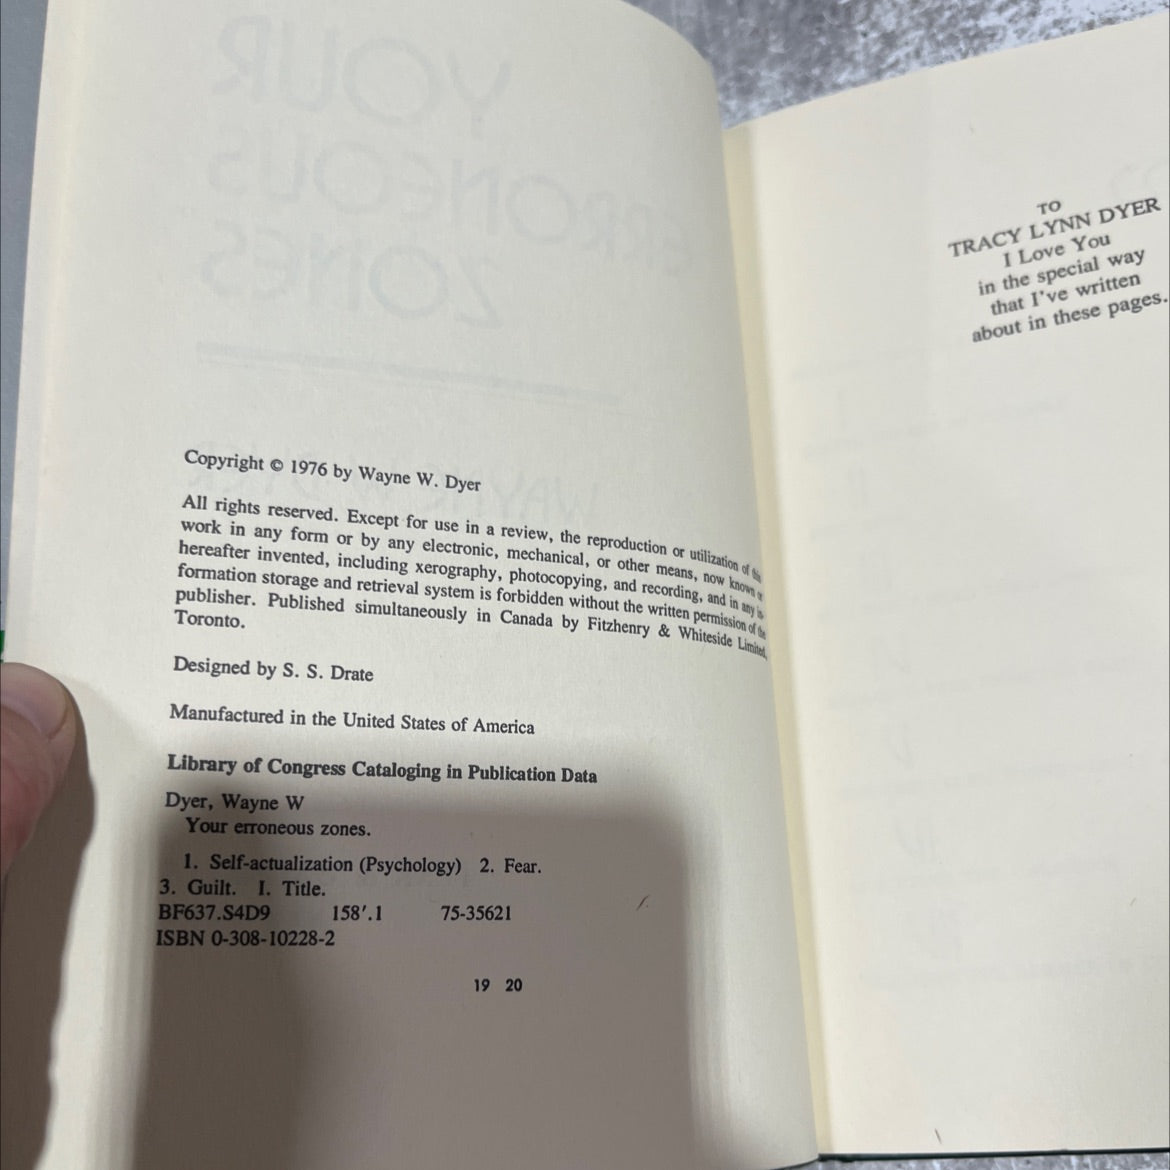 Copyright © 1976 by Wayne W. Dyer
All rights reserved. Except for use in a review, the reproduction or utilization of this
work in any form or by any electronic, mechanical, or other means, now known or
hereafter invented, including xerography, photocopying, and recording, and in any in-
formation storage and retrieval system is forbidden without the written permission of the
publisher. Published simultaneously in Canada by Fitzhenry & Whiteside Limited,
Toronto.
Designed by S. S. Drate
Manufactured in the United States of America
Library of Congress Cataloging in Publication Data
Dyer, Wayne W
Your erroneous zones.
1. Self-actualization (Psychology) 2. Fear.
3. Guilt. I. Title.
BF637.S4D9 158'.1 75-35621
ISBN 0-308-10228-2
19 20
TO
TRACY LYNN DYER
I Love You
in the special way
that I've written
about in these pages.